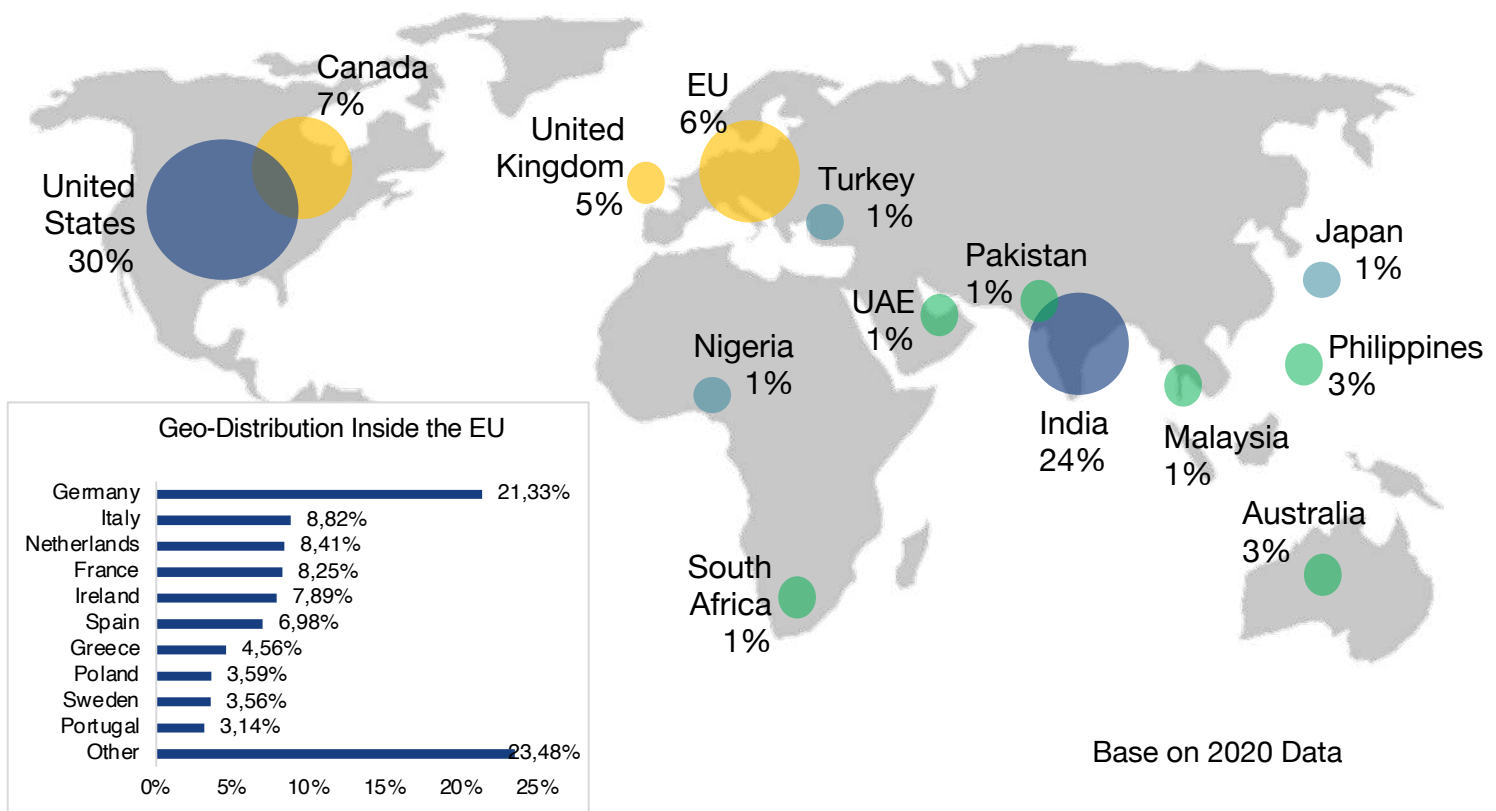 Canada
7%
United
States
30%
EU
6%
United
Kingdom
5%
Turkey
1%
Pakistan
1%
UAE
1%
Japan
1%
Philippines
3%
Nigeria
1%
India
24%
Malaysia
1%
Australia
3%
South
Africa
1%
Geo-Distribution Inside the EU
Germany 21,33%
Italy 8,82%
Netherlands 8,41%
France 8,25%
Ireland 7,89%
Spain 6,98%
Greece 4,56%
Poland 3,59%
Sweden 3,56%
Portugal 3,14%
Other 23,48%
0% 5% 10% 15% 20% 25%
Base on 2020 Data